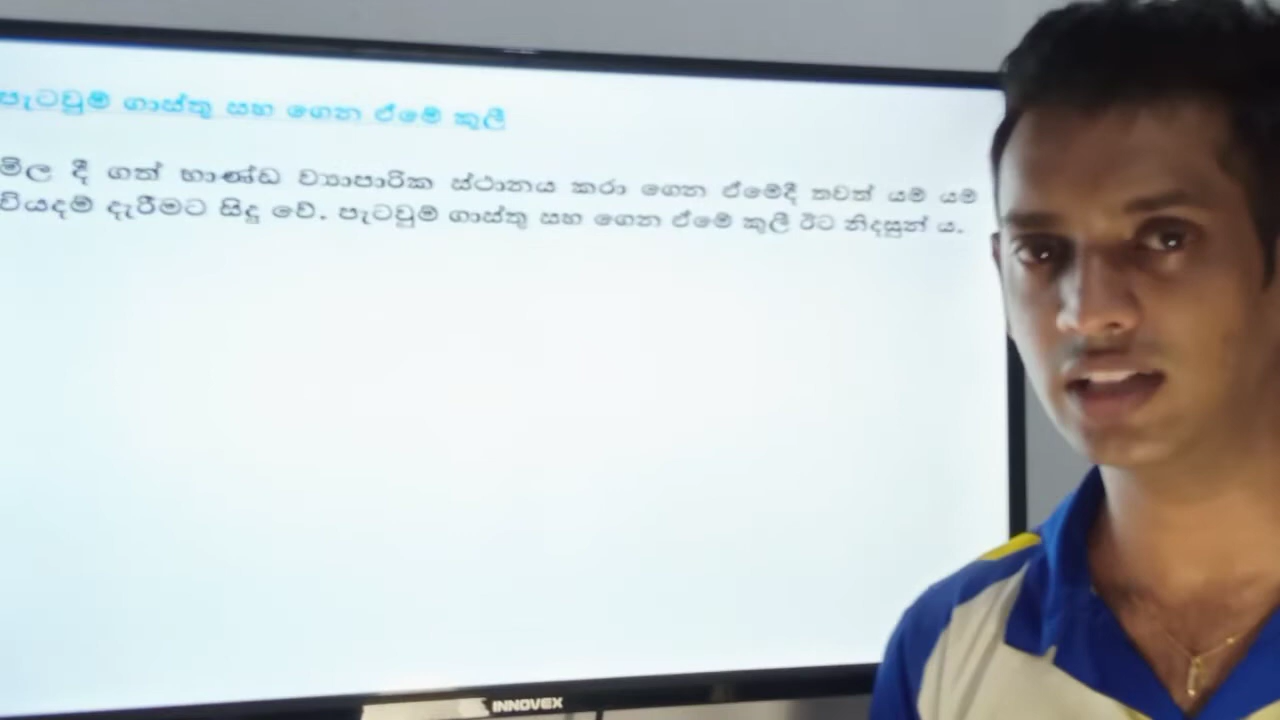 පැටවුම් ගාස්තු සහ ගෙන ඒමේ කුලී
මිල දී ගත් භාණ්ඩ ව්‍යාපාරික ස්ථානය කරා ගෙන ඒමේදී තවත් යම් යම්
වියදම් දැරීමට සිදු වේ. පැටවුම් ගාස්තු සහ ගෙන ඒමේ කුලී ඊට නිදසුන් ය.
INNOVEX